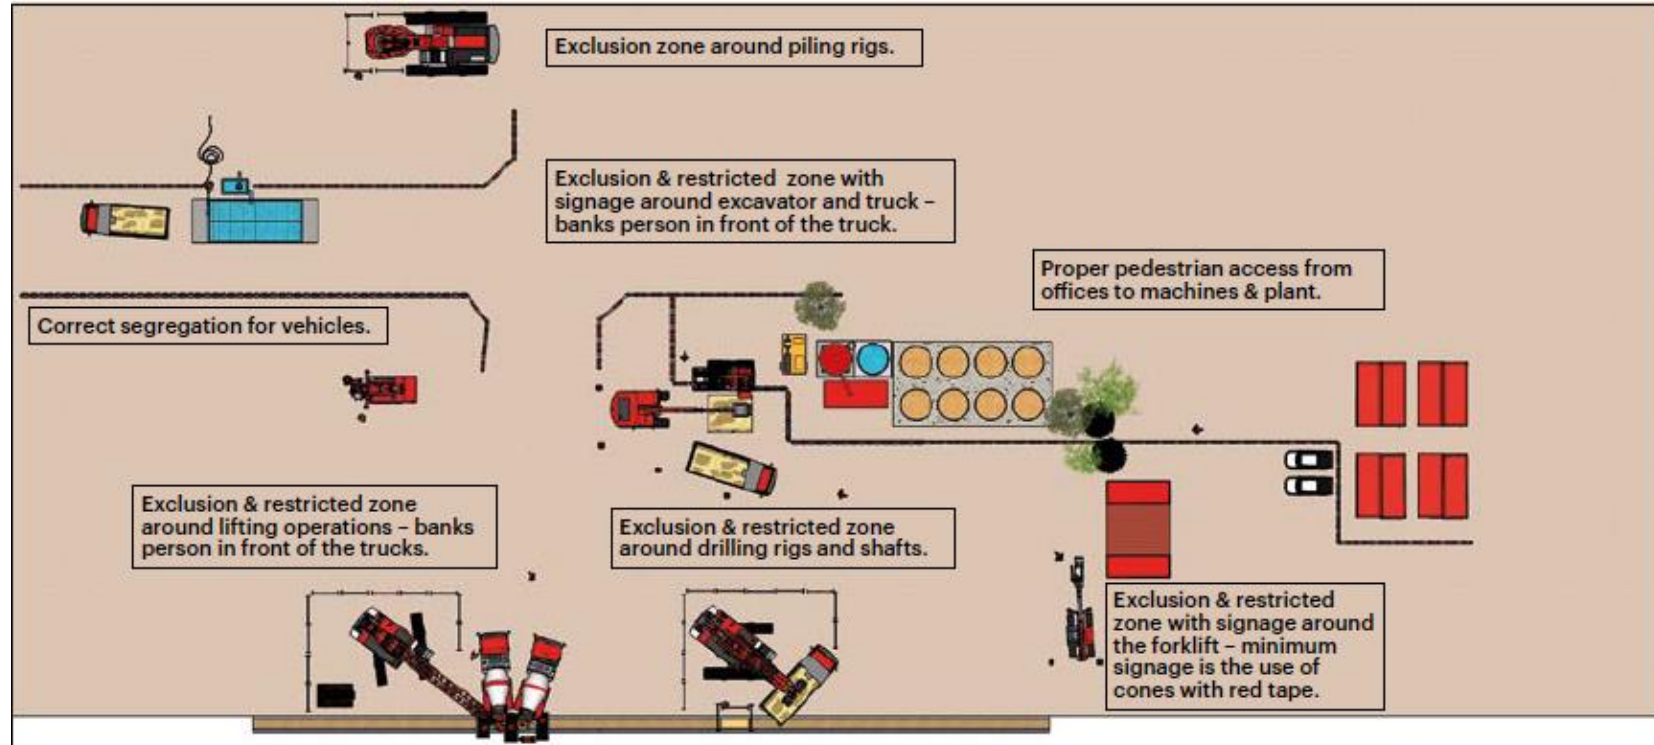 Exclusion zone around piling rigs.
Exclusion & restricted zone with
signage around excavator and truck –
banks person in front of the truck.
Proper pedestrian access from
offices to machines & plant.
Correct segregation for vehicles.
Exclusion & restricted zone
around lifting operations – banks
person in front of the trucks.
Exclusion & restricted zone
around drilling rigs and shafts.
Exclusion & restricted
zone with signage around
the forklift – minimum
signage is the use of
cones with red tape.